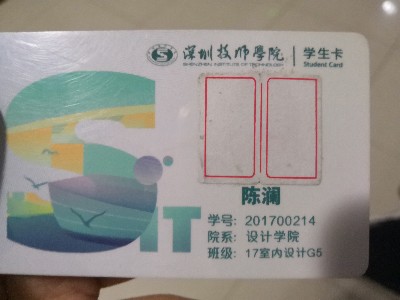 深圳技师学院
SHENZHEN INSTITUTE OF TECHNOLOGY
学生卡
Student Card
SIT
陈澜
学号: 201700214
院系: 设计学院
班级: 17室内设计G5